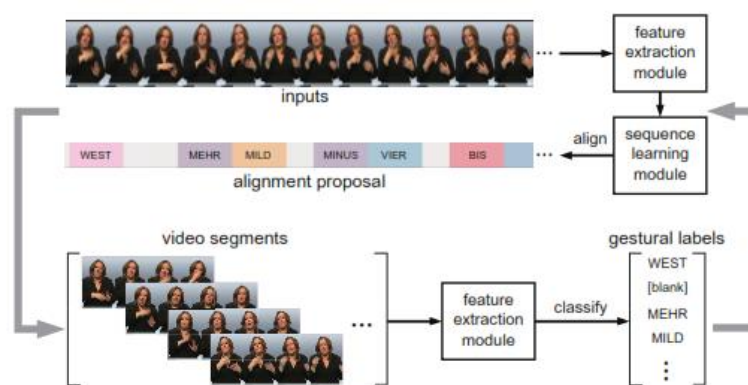 feature
extraction
module
inputs
WEST
MEHR
MILD
MINUS
VIER
BIS
align
sequence
learning
module
alignment proposal
video segments
gestural labels
feature
extraction
module
classify
WEST
[blank]
MEHR
MILD